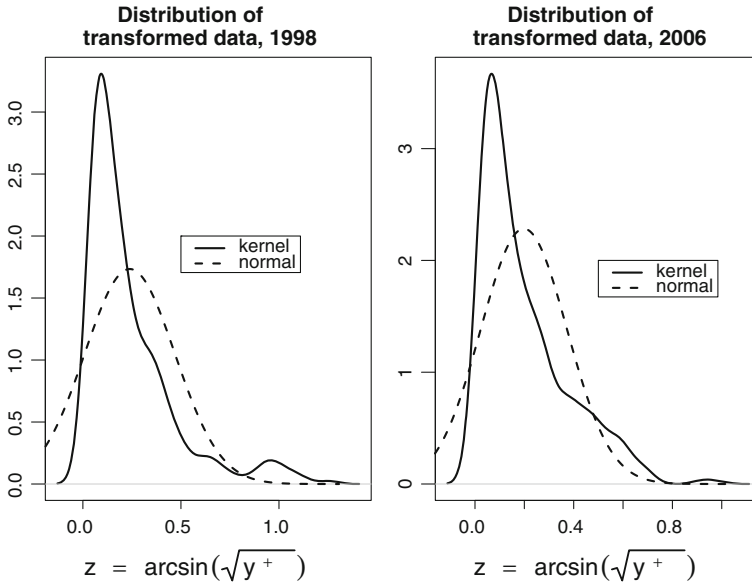 Distribution of
transformed data, 1998
3.0
2.5
2.0
1.5
1.0
0.5
0.0
kernel
normal
0.0 0.5 1.0
z = arcsin(√y⁺)
Distribution of
transformed data, 2006
3
2
1
0
kernel
normal
0.0 0.4 0.8
z = arcsin(√y⁺)